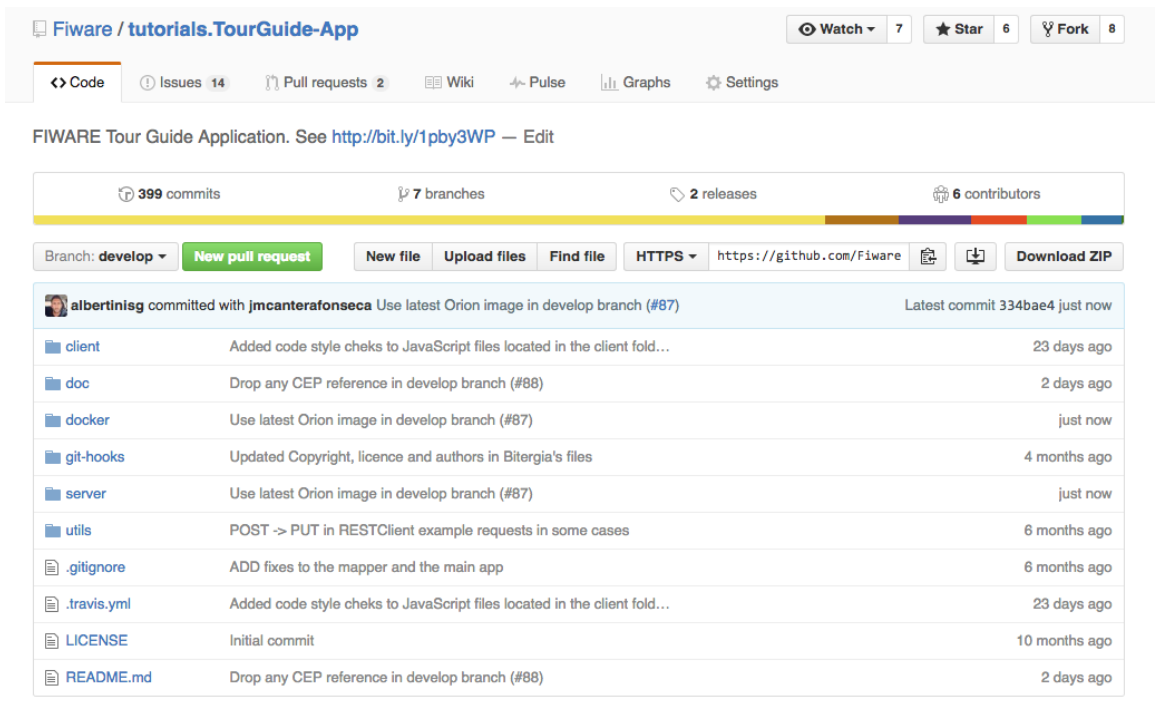 Fiware / tutorials.TourGuide-App Watch 7 Star 6 Fork 8
Code Issues 14 Pull requests 2 Wiki Pulse Graphs Settings
FIWARE Tour Guide Application. See http://bit.ly/1pby3WP — Edit
399 commits 7 branches 2 releases 6 contributors
Branch: develop New pull request New file Upload files Find file HTTPS https://github.com/Fiware Download ZIP
albertinisg committed with jmcanterafonseca Use latest Orion image in develop branch (#87) Latest commit 334bae4 just now
client Added code style cheks to JavaScript files located in the client fold… 23 days ago
doc Drop any CEP reference in develop branch (#88) 2 days ago
docker Use latest Orion image in develop branch (#87) just now
git-hooks Updated Copyright, licence and authors in Bitergia's files 4 months ago
server Use latest Orion image in develop branch (#87) just now
utils POST -> PUT in RESTClient example requests in some cases 6 months ago
.gitignore ADD fixes to the mapper and the main app 6 months ago
.travis.yml Added code style cheks to JavaScript files located in the client fold… 23 days ago
LICENSE Initial commit 10 months ago
README.md Drop any CEP reference in develop branch (#88) 2 days ago